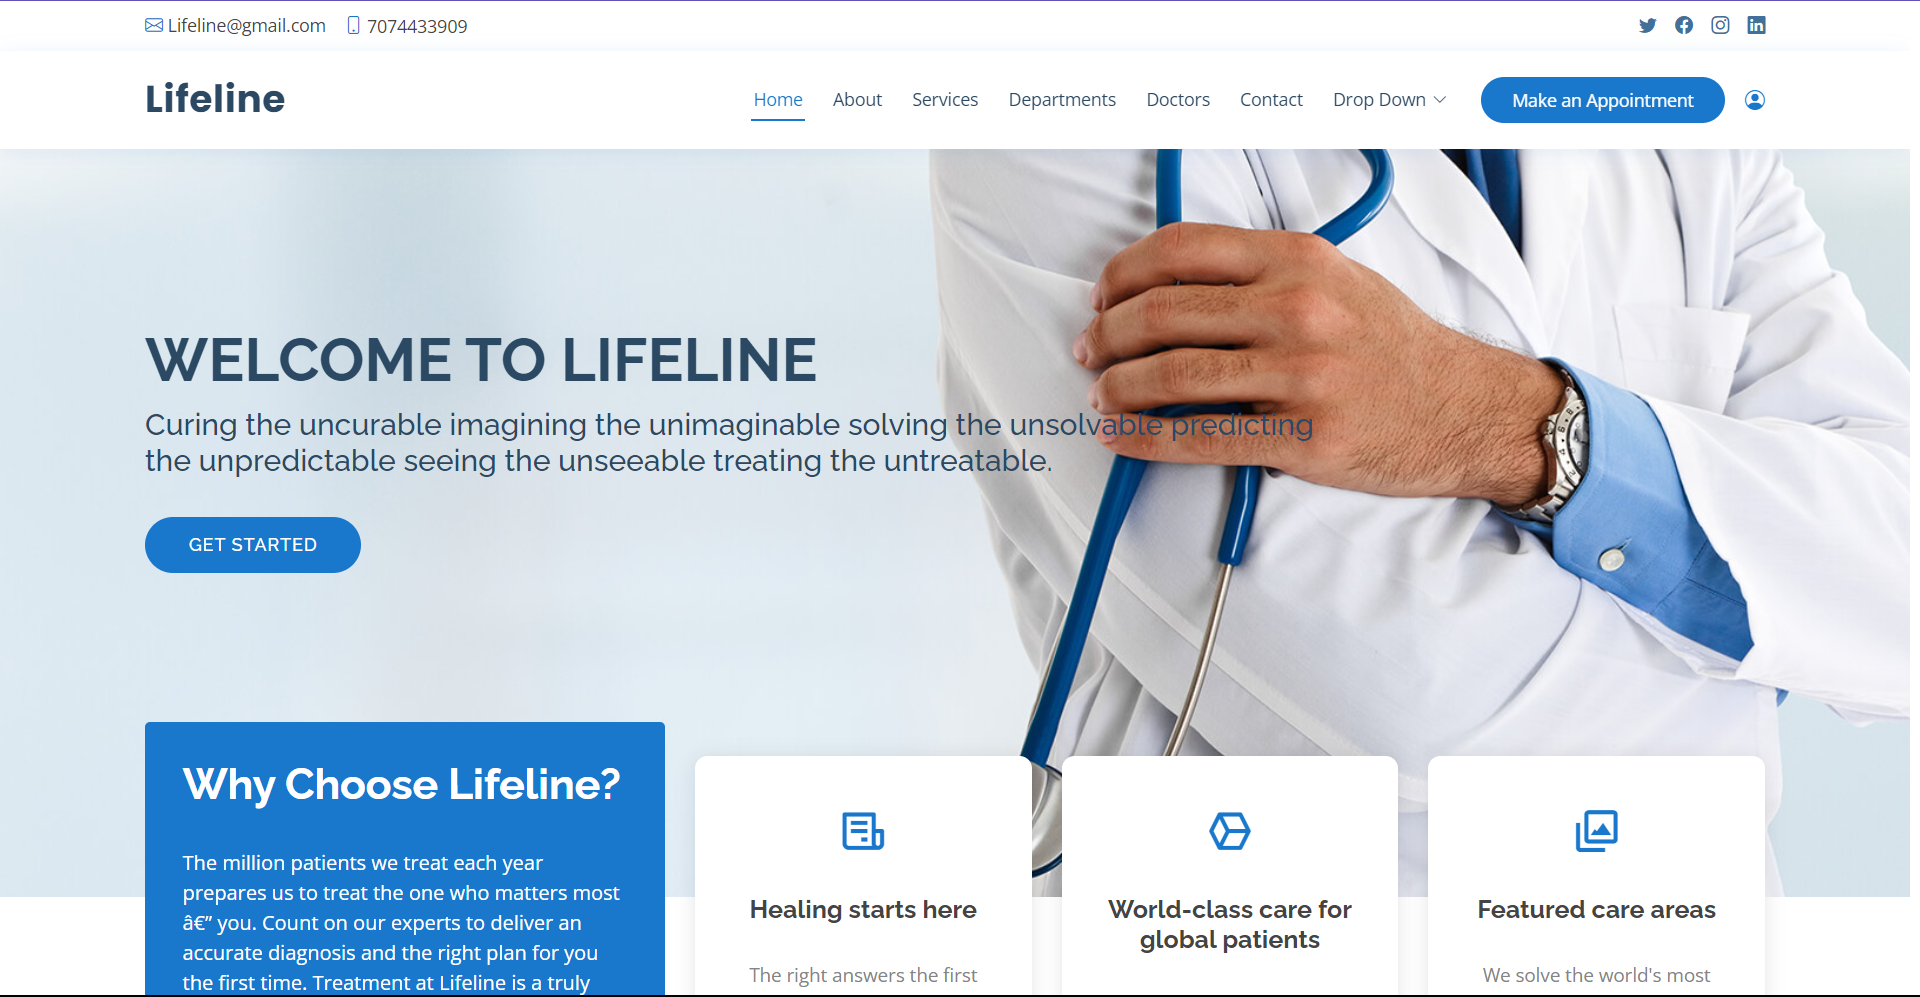 Lifeline@gmail.com 7074433909
Lifeline
Home About Services Departments Doctors Contact Drop Down Make an Appointment
WELCOME TO LIFELINE
Curing the uncurable imagining the unimaginable solving the unsolvable predicting
the unpredictable seeing the unseeable treating the untreatable.
GET STARTED
Why Choose Lifeline?
The million patients we treat each year
prepares us to treat the one who matters most
â€” you. Count on our experts to deliver an
accurate diagnosis and the right plan for you
the first time. Treatment at Lifeline is a truly
Healing starts here
The right answers the first
World-class care for
global patients
Featured care areas
We solve the world's most